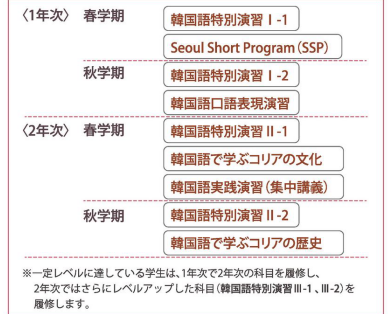 〈1年次〉 春学期 韓国語特別演習Ⅰ-1
Seoul Short Program(SSP)
秋学期 韓国語特別演習Ⅰ-2
韓国語口語表現演習
〈2年次〉 春学期 韓国語特別演習Ⅱ-1
韓国語で学ぶコリアの文化
韓国語実践演習(集中講義)
秋学期 韓国語特別演習Ⅱ-2
韓国語で学ぶコリアの歴史
※一定レベルに達している学生は、1年次で2年次の科目を履修し、
2年次ではさらにレベルアップした科目(韓国語特別演習Ⅲ-1、Ⅲ-2)を
履修します。